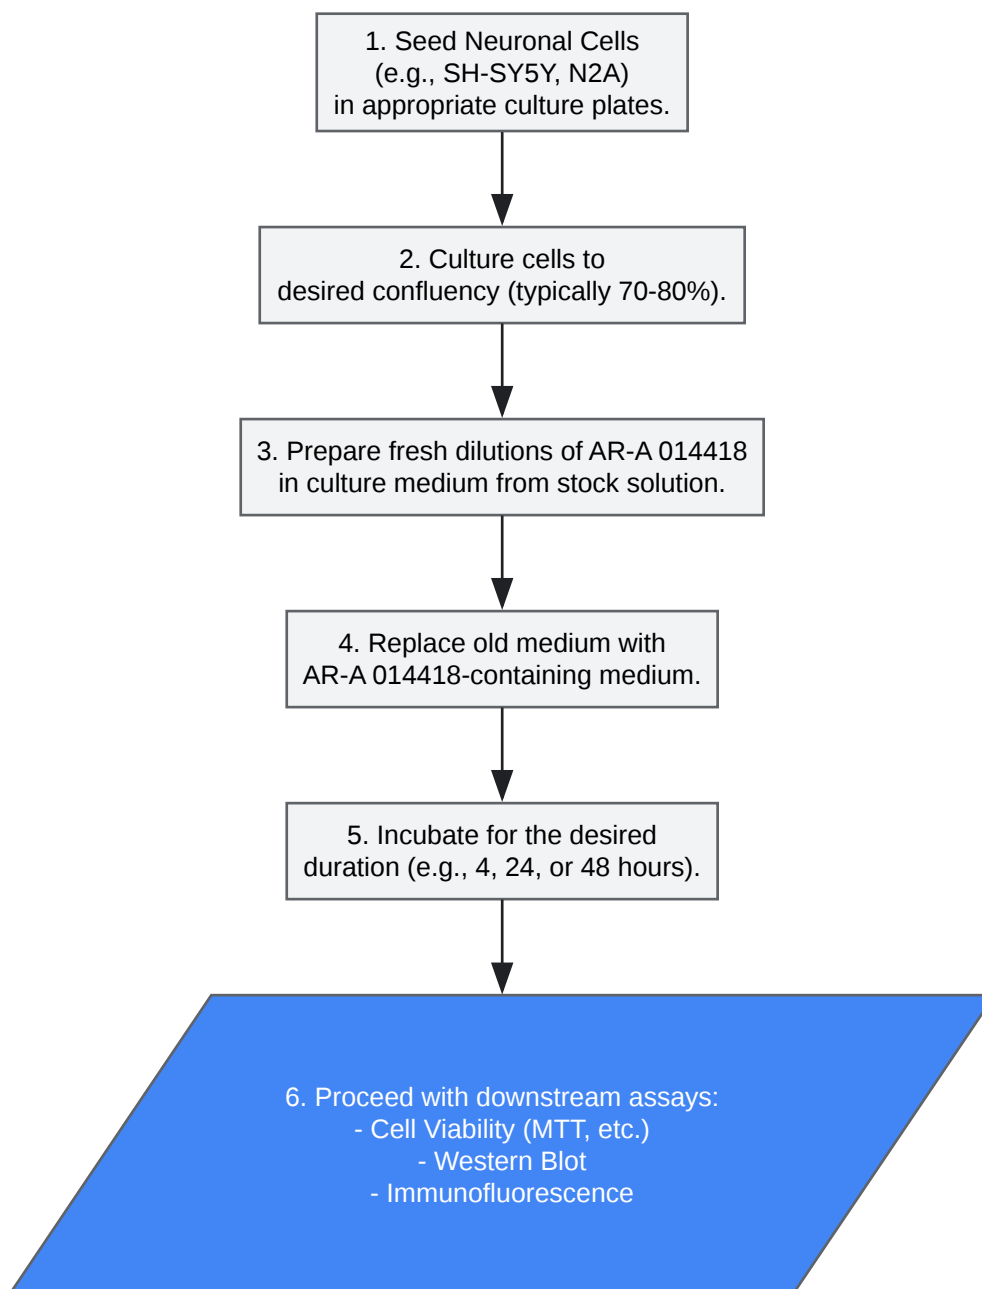 1. Seed Neuronal Cells
(e.g., SH-SY5Y, N2A)
in appropriate culture plates.
2. Culture cells to
desired confluency (typically 70-80%).
3. Prepare fresh dilutions of AR-A 014418
in culture medium from stock solution.
4. Replace old medium with
AR-A 014418-containing medium.
5. Incubate for the desired
duration (e.g., 4, 24, or 48 hours).
6. Proceed with downstream assays:
- Cell Viability (MTT, etc.)
- Western Blot
- Immunofluorescence